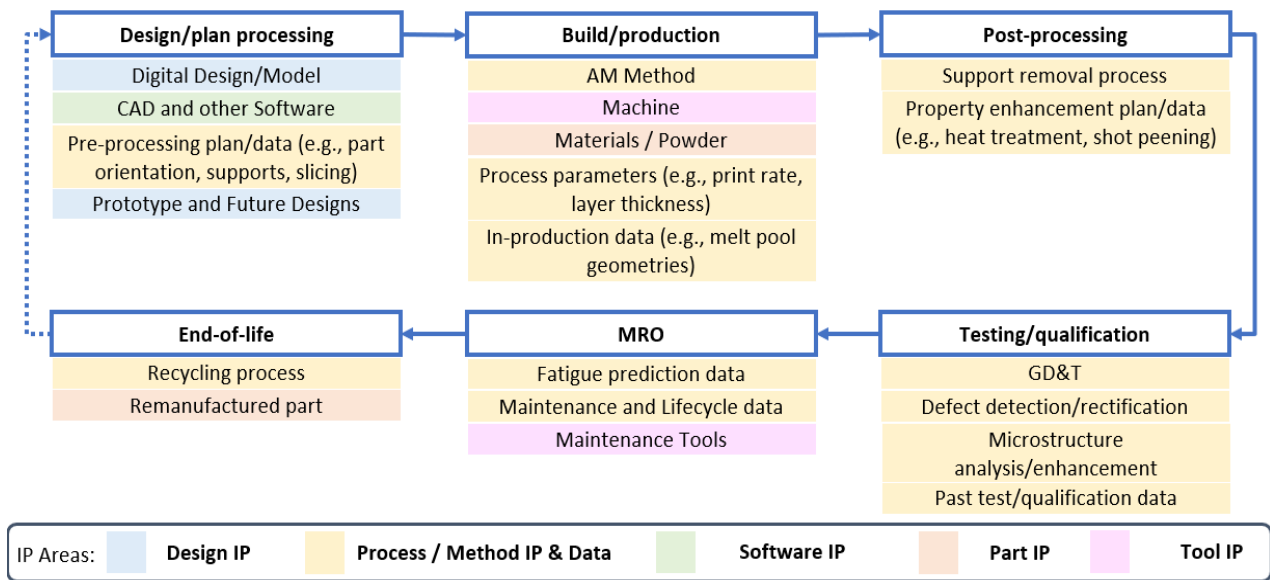 Design/plan processing
Digital Design/Model
CAD and other Software
Pre-processing plan/data (e.g., part
orientation, supports, slicing)
Prototype and Future Designs
Build/production
AM Method
Machine
Materials / Powder
Process parameters (e.g., print rate,
layer thickness)
In-production data (e.g., melt pool
geometries)
Post-processing
Support removal process
Property enhancement plan/data
(e.g., heat treatment, shot peening)
Testing/qualification
GD&T
Defect detection/rectification
Microstructure
analysis/enhancement
Past test/qualification data
MRO
Fatigue prediction data
Maintenance and Lifecycle data
Maintenance Tools
End-of-life
Recycling process
Remanufactured part
IP Areas: Design IP Process / Method IP & Data Software IP Part IP Tool IP